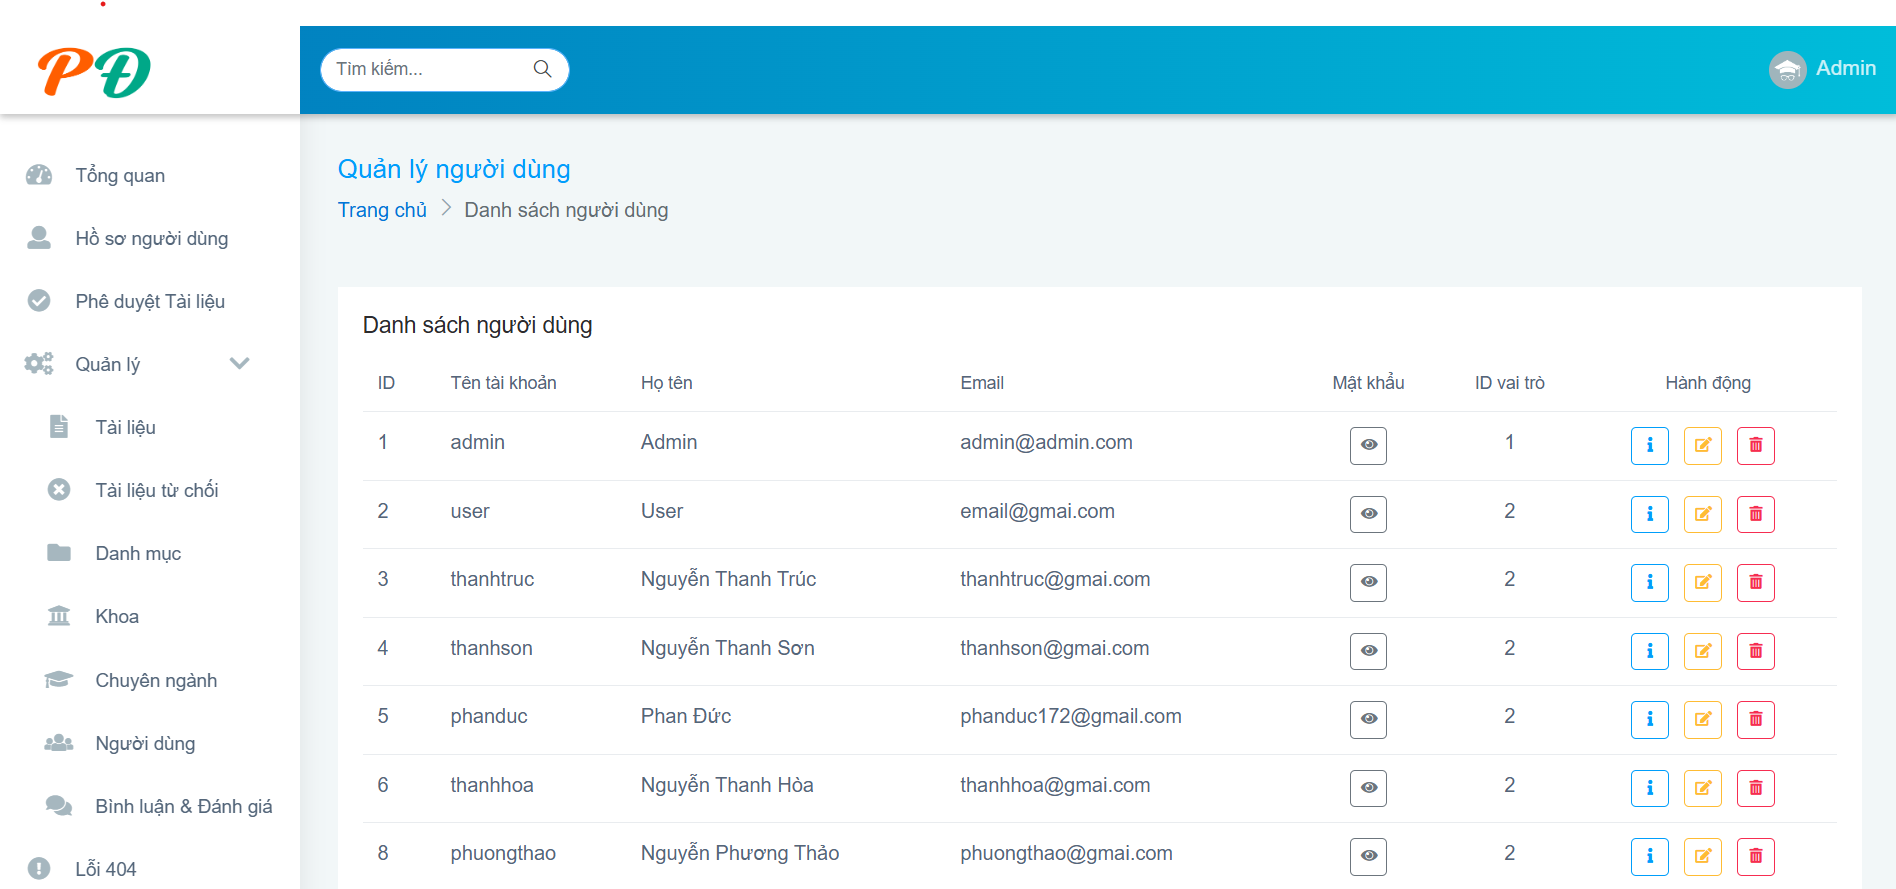 PĐ
Tìm kiếm...
Admin
Tổng quan
Hồ sơ người dùng
Phê duyệt Tài liệu
Quản lý
Tài liệu
Tài liệu từ chối
Danh mục
Khoa
Chuyên ngành
Người dùng
Bình luận & Đánh giá
Lỗi 404
Quản lý người dùng
Trang chủ Danh sách người dùng
Danh sách người dùng
ID Tên tài khoản Họ tên Email Mật khẩu ID vai trò Hành động
1 admin Admin admin@admin.com 1
2 user User email@gmai.com 2
3 thanhtruc Nguyễn Thanh Trúc thanhtruc@gmai.com 2
4 thanhson Nguyễn Thanh Sơn thanhson@gmai.com 2
5 phanduc Phan Đức phanduc172@gmail.com 2
6 thanhhoa Nguyễn Thanh Hòa thanhhoa@gmai.com 2
8 phuongthao Nguyễn Phương Thảo phuongthao@gmai.com 2